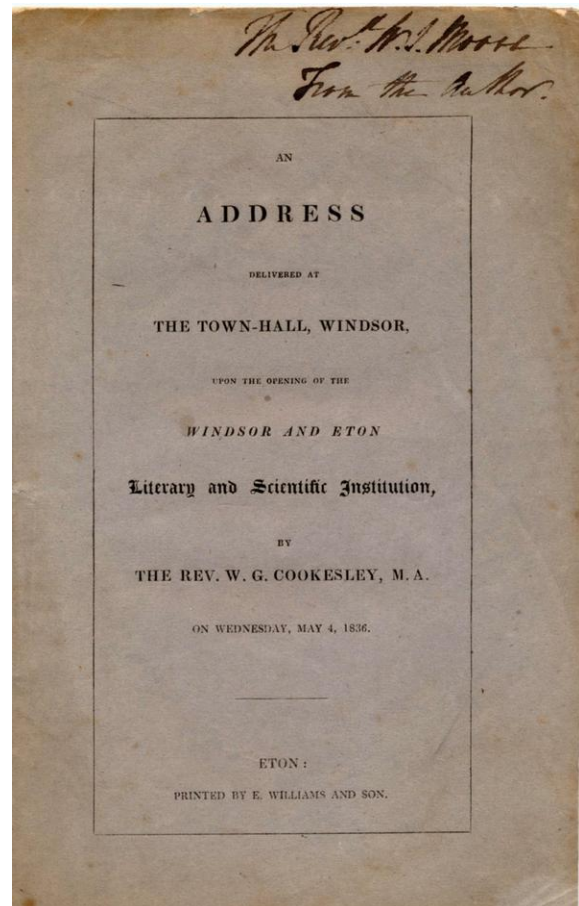 The Revd. W. J. Moore
From the Author.
AN
ADDRESS
DELIVERED AT
THE TOWN-HALL, WINDSOR,
UPON THE OPENING OF THE
WINDSOR AND ETON
Literary and Scientific Institution,
BY
THE REV. W. G. COOKESLEY, M. A.
ON WEDNESDAY, MAY 4, 1836.
ETON:
PRINTED BY E. WILLIAMS AND SON.